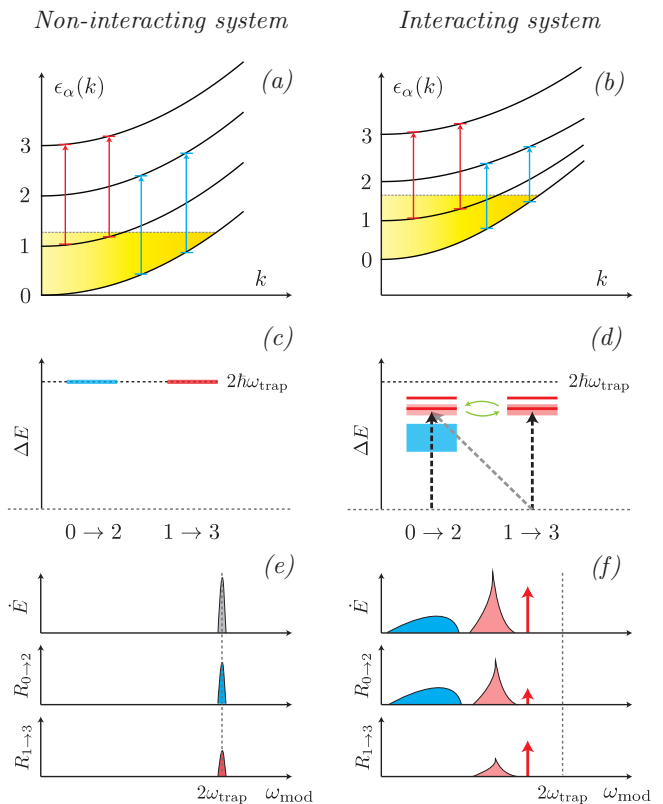 Non-interacting system
Interacting system
(a)
ϵα(k)
3
2
1
0
k
(b)
ϵα(k)
3
2
1
0
k
(c)
2ħωtrap
ΔE
0 → 2
1 → 3
(d)
2ħωtrap
ΔE
0 → 2
1 → 3
(e)
Ė
R0→2
R1→3
2ωtrap
ωmod
(f)
Ė
R0→2
R1→3
2ωtrap
ωmod